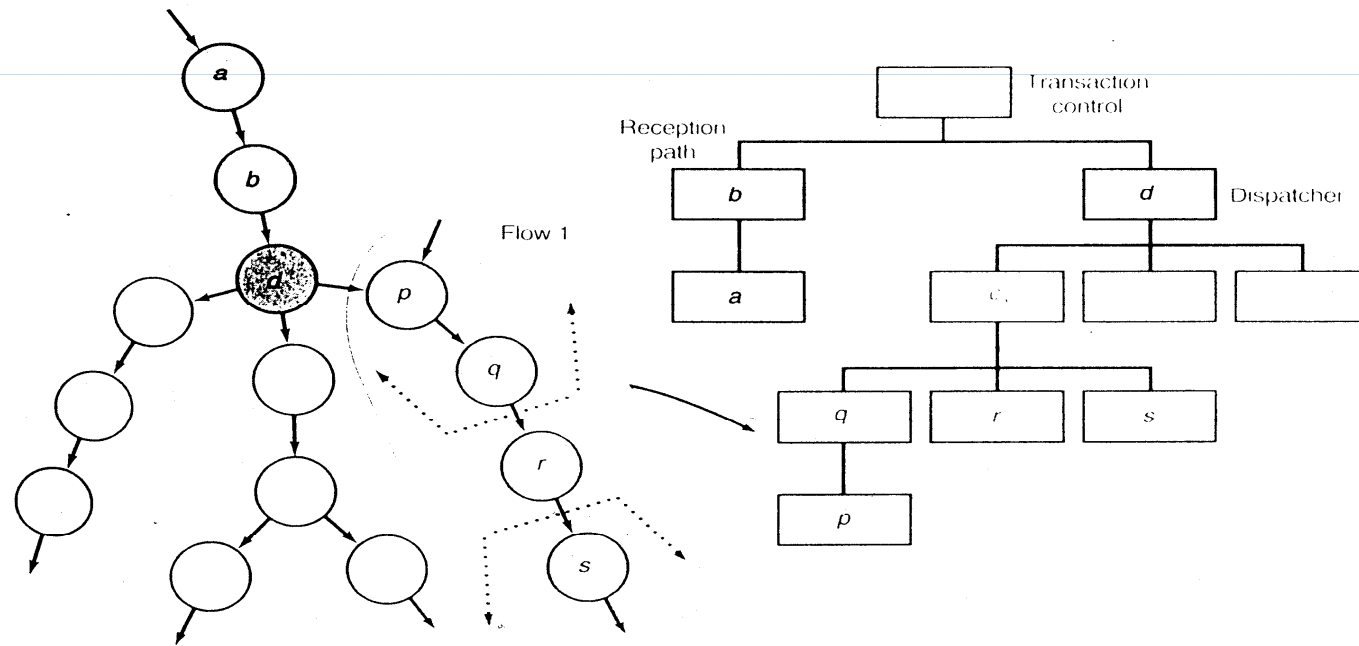 a
b
d
p
q
r
s
Flow 1
Transaction
control
Reception
path
b
d
Dispatcher
a
q
r
s
p